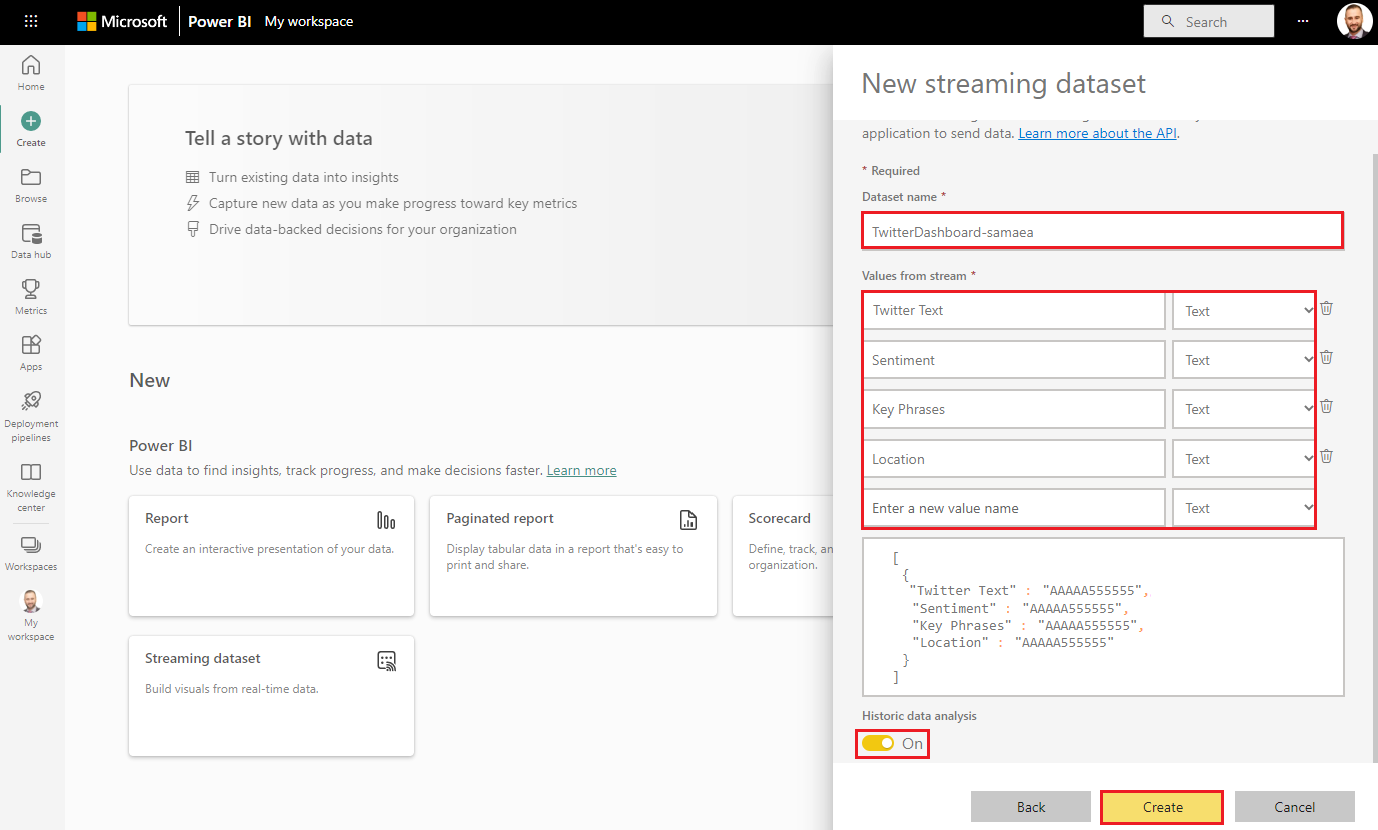 Microsoft
Power BI
My workspace
Search
Home
Create
Browse
Data hub
Metrics
Apps
Deployment
pipelines
Knowledge
center
Workspaces
My
workspace
Tell a story with data
Turn existing data into insights
Capture new data as you make progress toward key metrics
Drive data-backed decisions for your organization
New
Power BI
Use data to find insights, track progress, and make decisions faster. Learn more
Report
Create an interactive presentation of your data.
Paginated report
Display tabular data in a report that's easy to
print and share.
Scorecard
Define, track, an
organization.
Streaming dataset
Build visuals from real-time data.
New streaming dataset
application to send data. Learn more about the API.
* Required
Dataset name *
TwitterDashboard-samaea
Values from stream *
Twitter Text Text
Sentiment Text
Key Phrases Text
Location Text
Enter a new value name Text
[
{
"Twitter Text" : "AAAAA555555",
"Sentiment" : "AAAAA555555",
"Key Phrases" : "AAAAA555555",
"Location" : "AAAAA555555"
}
]
Historic data analysis
On
Back
Create
Cancel